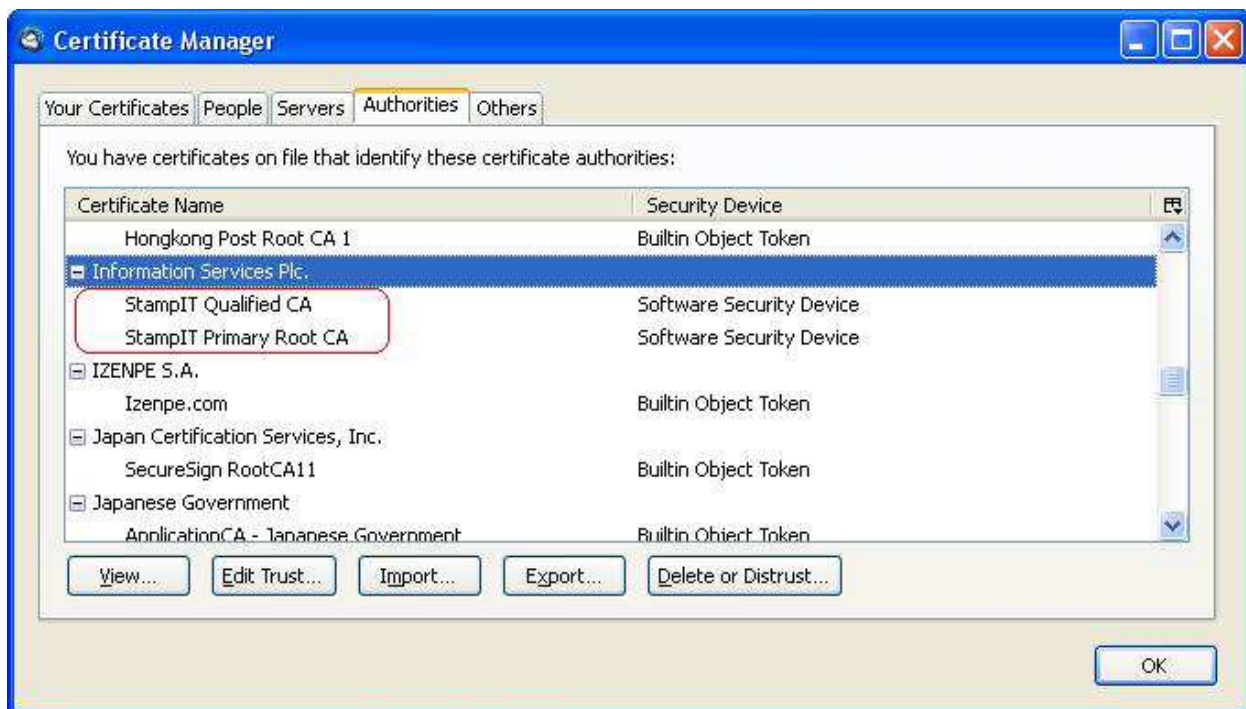 Certificate Manager
Your Certificates People Servers Authorities Others
You have certificates on file that identify these certificate authorities:
Certificate Name Security Device
Hongkong Post Root CA 1 Builtin Object Token
Information Services Plc.
StampIT Qualified CA Software Security Device
StampIT Primary Root CA Software Security Device
IZENPE S.A.
Izenpe.com Builtin Object Token
Japan Certification Services, Inc.
SecureSign RootCA11 Builtin Object Token
Japanese Government
ApplicationCA - Japanese Government Builtin Object Token
View... Edit Trust... Import... Export... Delete or Distrust...
OK